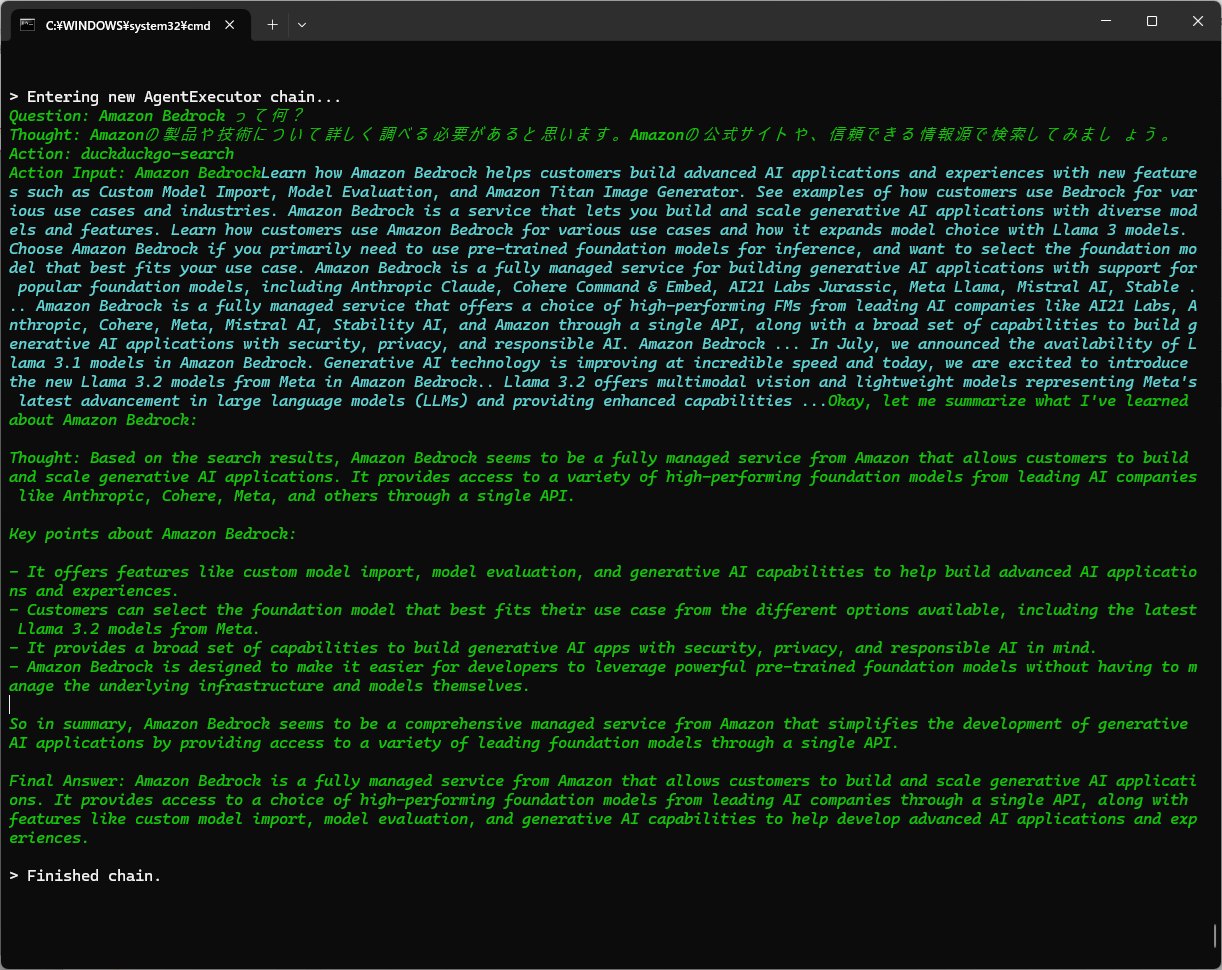 C:¥WINDOWS¥system32¥cmd
> Entering new AgentExecutor chain...
Question: Amazon Bedrock って何？
Thought: Amazonの製品や技術について詳しく調べる必要があると思います。Amazonの公式サイトや、信頼できる情報源で検索してみまし ょう。
Action: duckduckgo-search
Action Input: Amazon BedrockLearn how Amazon Bedrock helps customers build advanced AI applications and experiences with new feature
s such as Custom Model Import, Model Evaluation, and Amazon Titan Image Generator. See examples of how customers use Bedrock for var
ious use cases and industries. Amazon Bedrock is a service that lets you build and scale generative AI applications with diverse mod
els and features. Learn how customers use Amazon Bedrock for various use cases and how it expands model choice with Llama 3 models.
Choose Amazon Bedrock if you primarily need to use pre-trained foundation models for inference, and want to select the foundation mo
del that best fits your use case. Amazon Bedrock is a fully managed service for building generative AI applications with support for
popular foundation models, including Anthropic Claude, Cohere Command & Embed, AI21 Labs Jurassic, Meta Llama, Mistral AI, Stable .
.. Amazon Bedrock is a fully managed service that offers a choice of high-performing FMs from leading AI companies like AI21 Labs, A
nthropic, Cohere, Meta, Mistral AI, Stability AI, and Amazon through a single API, along with a broad set of capabilities to build g
enerative AI applications with security, privacy, and responsible AI. Amazon Bedrock ... In July, we announced the availability of L
lama 3.1 models in Amazon Bedrock. Generative AI technology is improving at incredible speed and today, we are excited to introduce
the new Llama 3.2 models from Meta in Amazon Bedrock.. Llama 3.2 offers multimodal vision and lightweight models representing Meta's
latest advancement in large language models (LLMs) and providing enhanced capabilities ...Okay, let me summarize what I've learned
about Amazon Bedrock:
Thought: Based on the search results, Amazon Bedrock seems to be a fully managed service from Amazon that allows customers to build
and scale generative AI applications. It provides access to a variety of high-performing foundation models from leading AI companies
like Anthropic, Cohere, Meta, and others through a single API.
Key points about Amazon Bedrock:
- It offers features like custom model import, model evaluation, and generative AI capabilities to help build advanced AI applicatio
ns and experiences.
- Customers can select the foundation model that best fits their use case from the different options available, including the latest
Llama 3.2 models from Meta.
- It provides a broad set of capabilities to build generative AI apps with security, privacy, and responsible AI in mind.
- Amazon Bedrock is designed to make it easier for developers to leverage powerful pre-trained foundation models without having to m
anage the underlying infrastructure and models themselves.
So in summary, Amazon Bedrock seems to be a comprehensive managed service from Amazon that simplifies the development of generative
AI applications by providing access to a variety of leading foundation models through a single API.
Final Answer: Amazon Bedrock is a fully managed service from Amazon that allows customers to build and scale generative AI applicati
ons. It provides access to a choice of high-performing foundation models from leading AI companies through a single API, along with
features like custom model import, model evaluation, and generative AI capabilities to help develop advanced AI applications and exp
eriences.
> Finished chain.